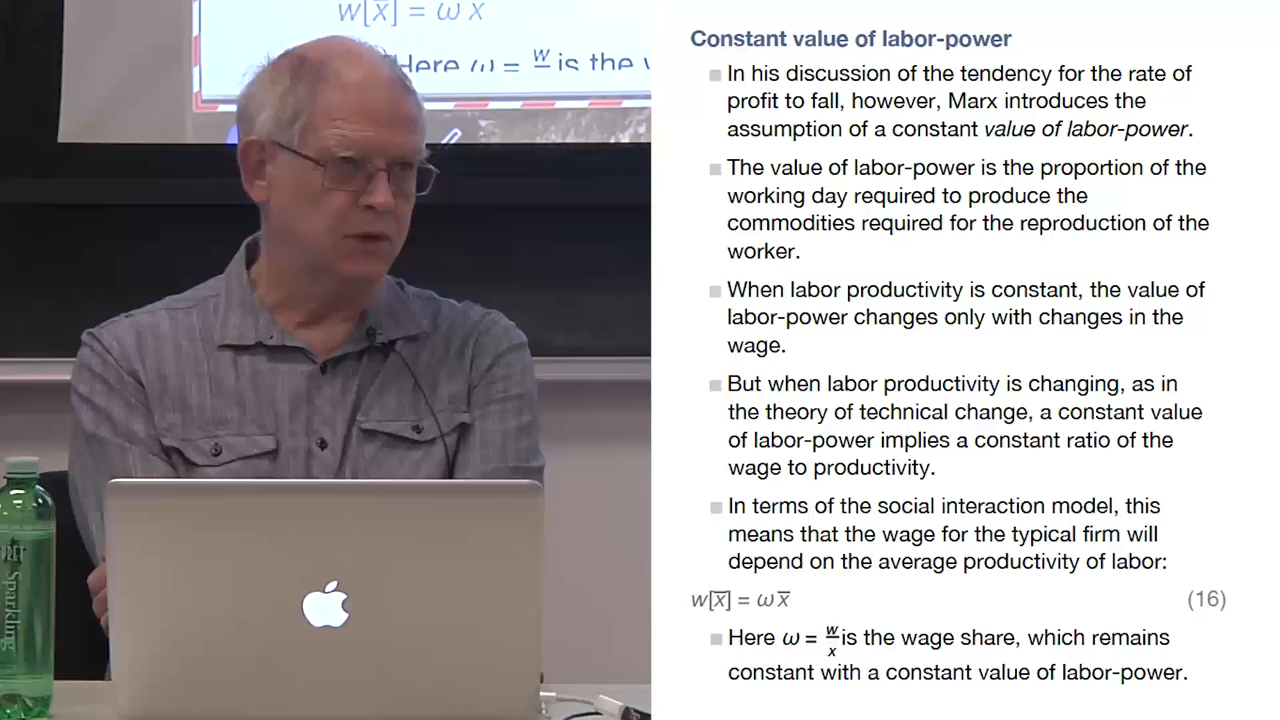 w[x̅] = ω x
Here ω = w is the
Sparkling
Constant value of labor-power
In his discussion of the tendency for the rate of
profit to fall, however, Marx introduces the
assumption of a constant value of labor-power.
The value of labor-power is the proportion of the
working day required to produce the
commodities required for the reproduction of the
worker.
When labor productivity is constant, the value of
labor-power changes only with changes in the
wage.
But when labor productivity is changing, as in
the theory of technical change, a constant value
of labor-power implies a constant ratio of the
wage to productivity.
In terms of the social interaction model, this
means that the wage for the typical firm will
depend on the average productivity of labor:
w[x̅] = ω x̅ (16)
Here ω = w/x is the wage share, which remains
constant with a constant value of labor-power.